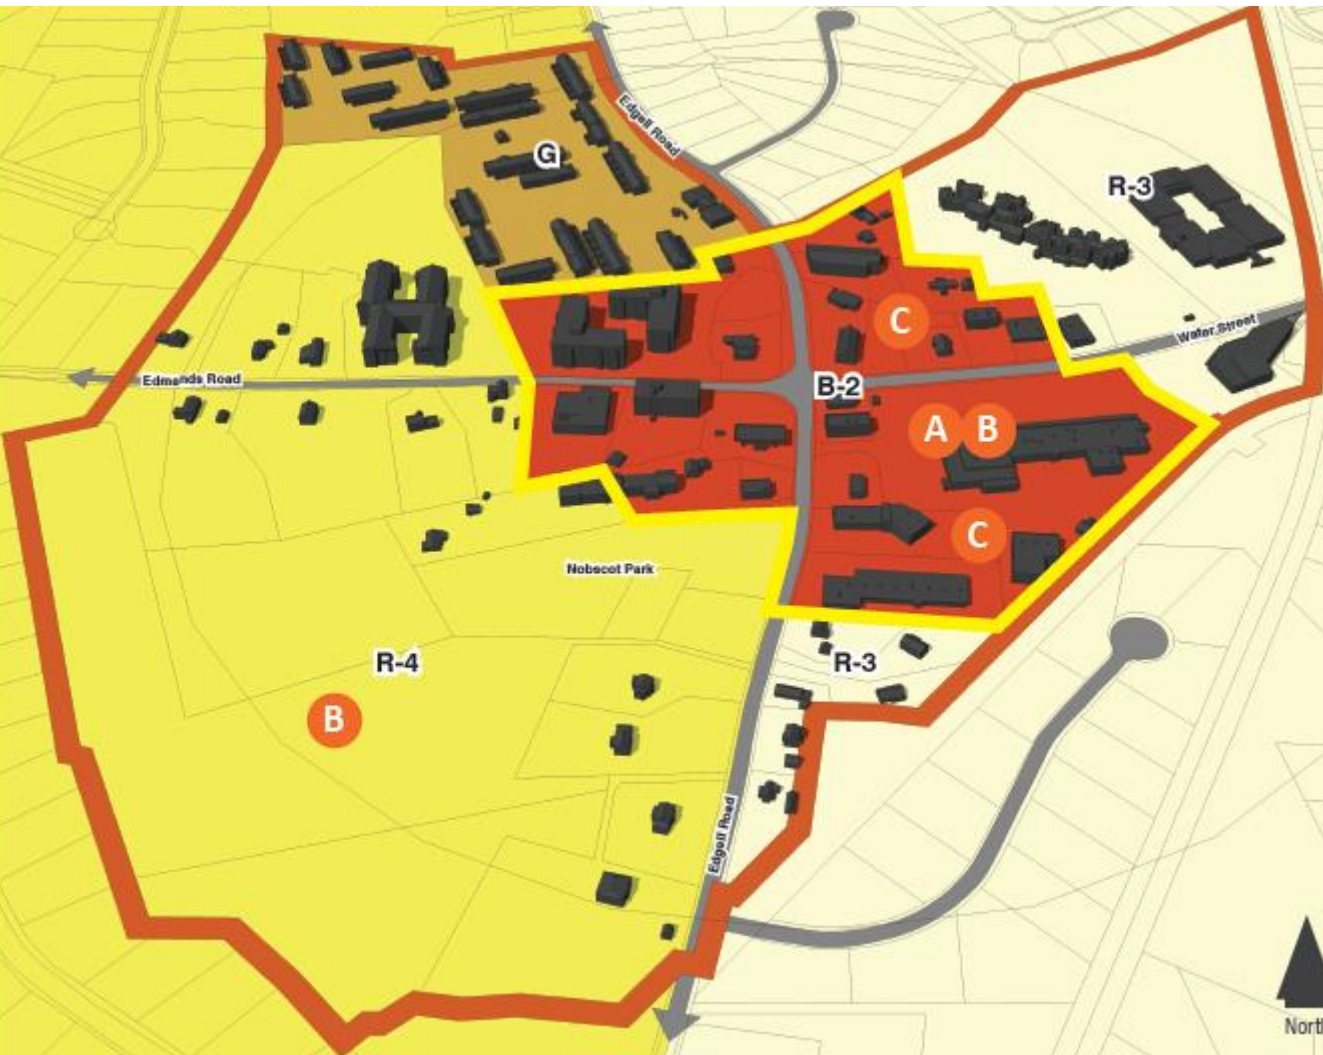 Edgell Road
G
R-3
C
Water Street
Edmands Road
B-2
A
B
C
Nobscot Park
R-4
R-3
B
Edgell Road
North